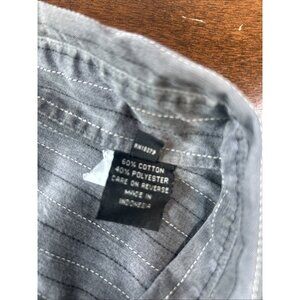 60% COTTON
40% POLYESTER
CARE ON REVERSE
MADE IN
INDONESIA